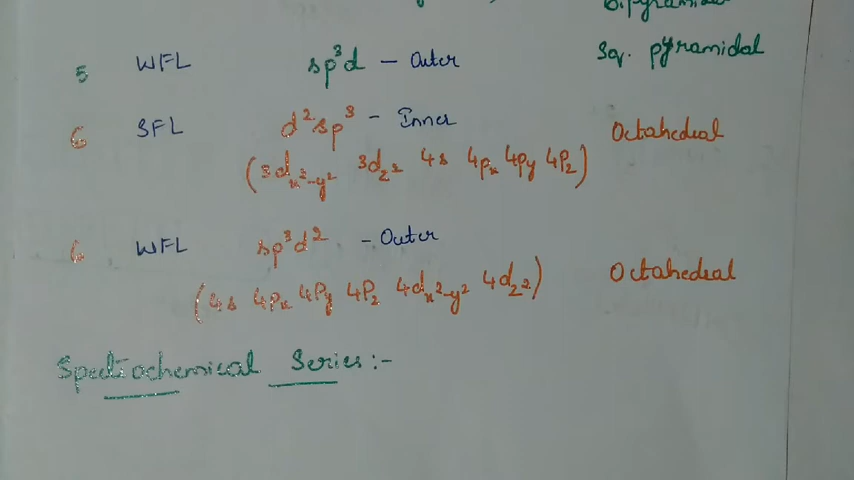 Bipyramidal
5 WFL sp³d - Outer Sq. pyramidal
6 SFL d²sp³ - Inner Octahedral
(3dx²-y² 3dz² 4s 4px 4py 4pz)
6 WFL sp³d² - Outer Octahedral
(4s 4px 4py 4pz 4dx²-y² 4dz²)
Spectrochemical Series:-